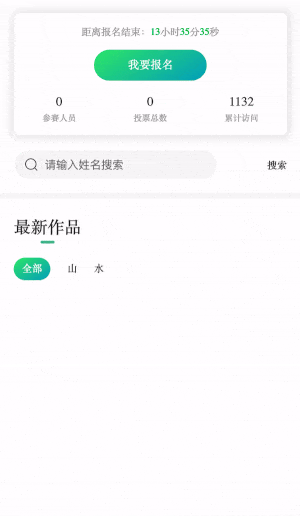 距离报名结束：13小时35分35秒
我要报名
0 0 1132
参赛人员 投票总数 累计访问
请输入姓名搜索 搜索
最新作品
全部 山 水